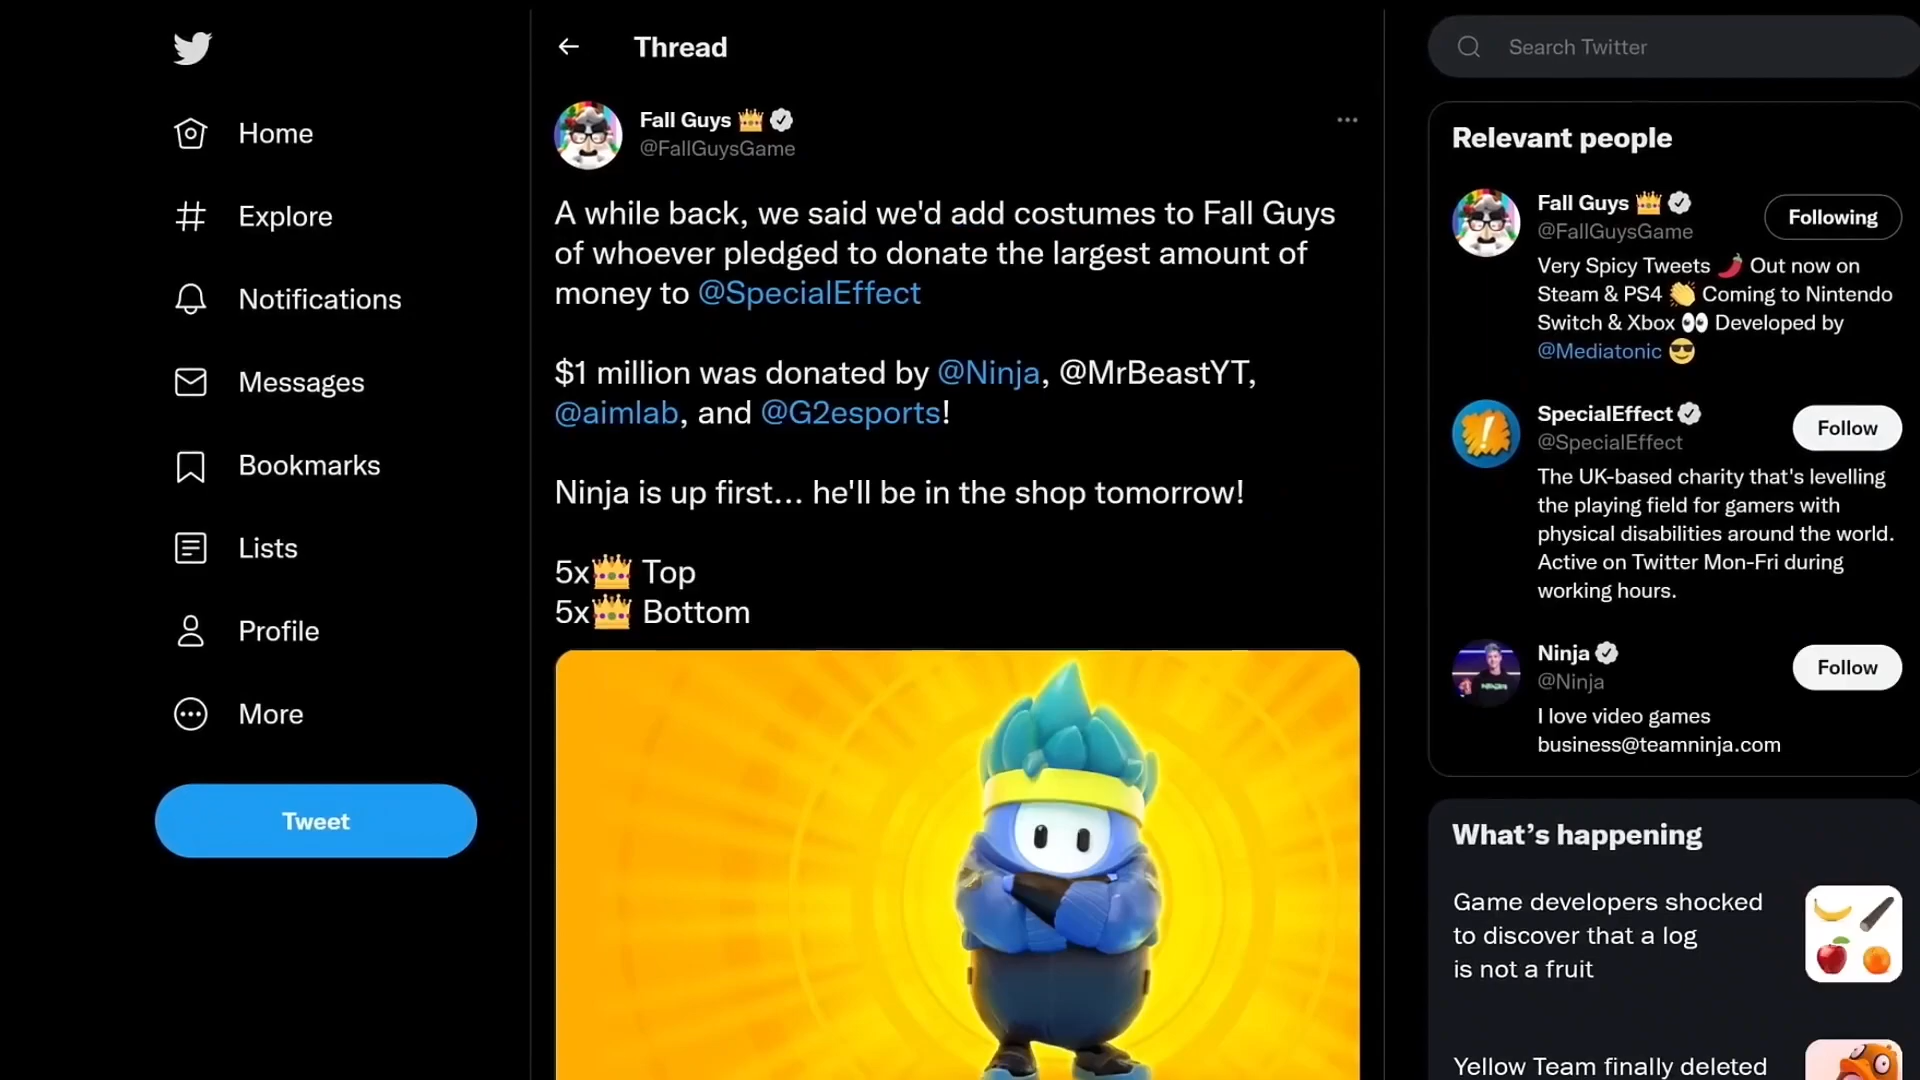 Home
Explore
Notifications
Messages
Bookmarks
Lists
Profile
More
Tweet
Thread
Fall Guys 👑
@FallGuysGame
A while back, we said we'd add costumes to Fall Guys
of whoever pledged to donate the largest amount of
money to @SpecialEffect
$1 million was donated by @Ninja, @MrBeastYT,
@aimlab, and @G2esports!
Ninja is up first... he'll be in the shop tomorrow!
5x👑 Top
5x👑 Bottom
Search Twitter
Relevant people
Fall Guys 👑
@FallGuysGame
Following
Very Spicy Tweets 🌶️ Out now on
Steam & PS4 👏 Coming to Nintendo
Switch & Xbox 👀 Developed by
@Mediatonic 😎
SpecialEffect
@SpecialEffect
Follow
The UK-based charity that's levelling
the playing field for gamers with
physical disabilities around the world.
Active on Twitter Mon-Fri during
working hours.
Ninja
@Ninja
Follow
I love video games
business@teamninja.com
What's happening
Game developers shocked
to discover that a log
is not a fruit
Yellow Team finally deleted